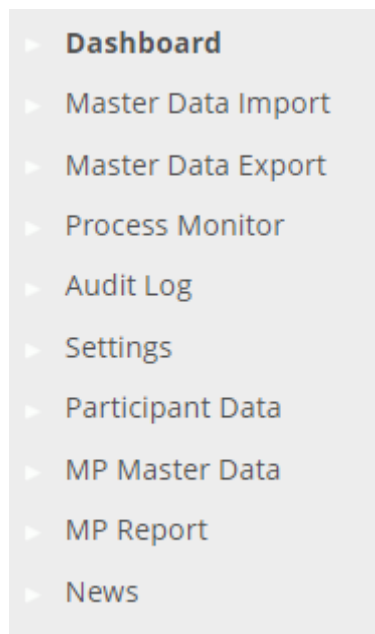 Dashboard
Master Data Import
Master Data Export
Process Monitor
Audit Log
Settings
Participant Data
MP Master Data
MP Report
News